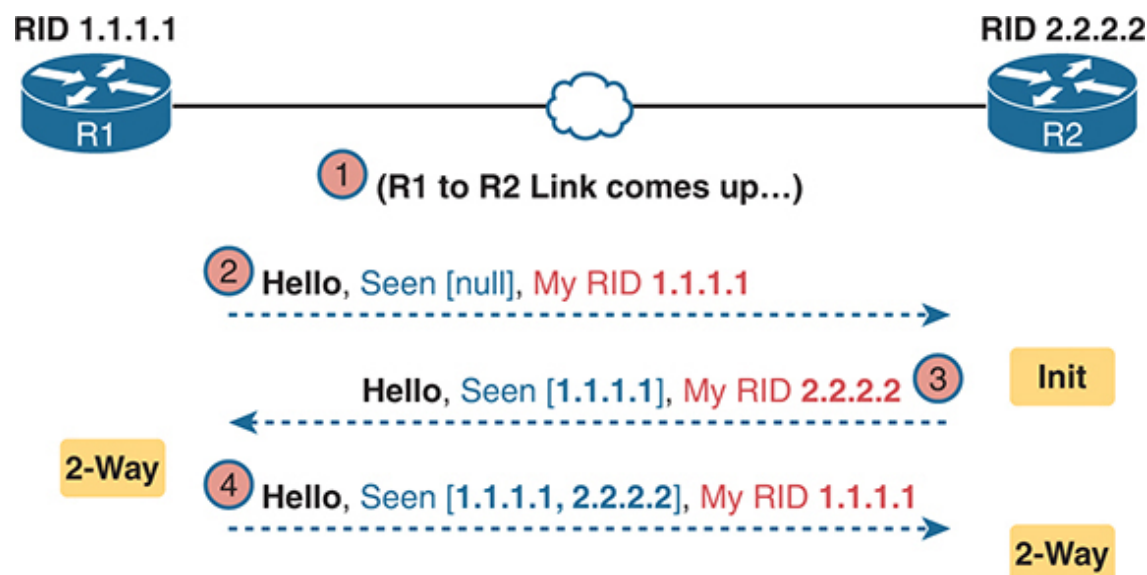 RID 1.1.1.1
RID 2.2.2.2
R1
R2
1 (R1 to R2 Link comes up...)
2 Hello, Seen [null], My RID 1.1.1.1
Hello, Seen [1.1.1.1], My RID 2.2.2.2 3
Init
2-Way
4 Hello, Seen [1.1.1.1, 2.2.2.2], My RID 1.1.1.1
2-Way